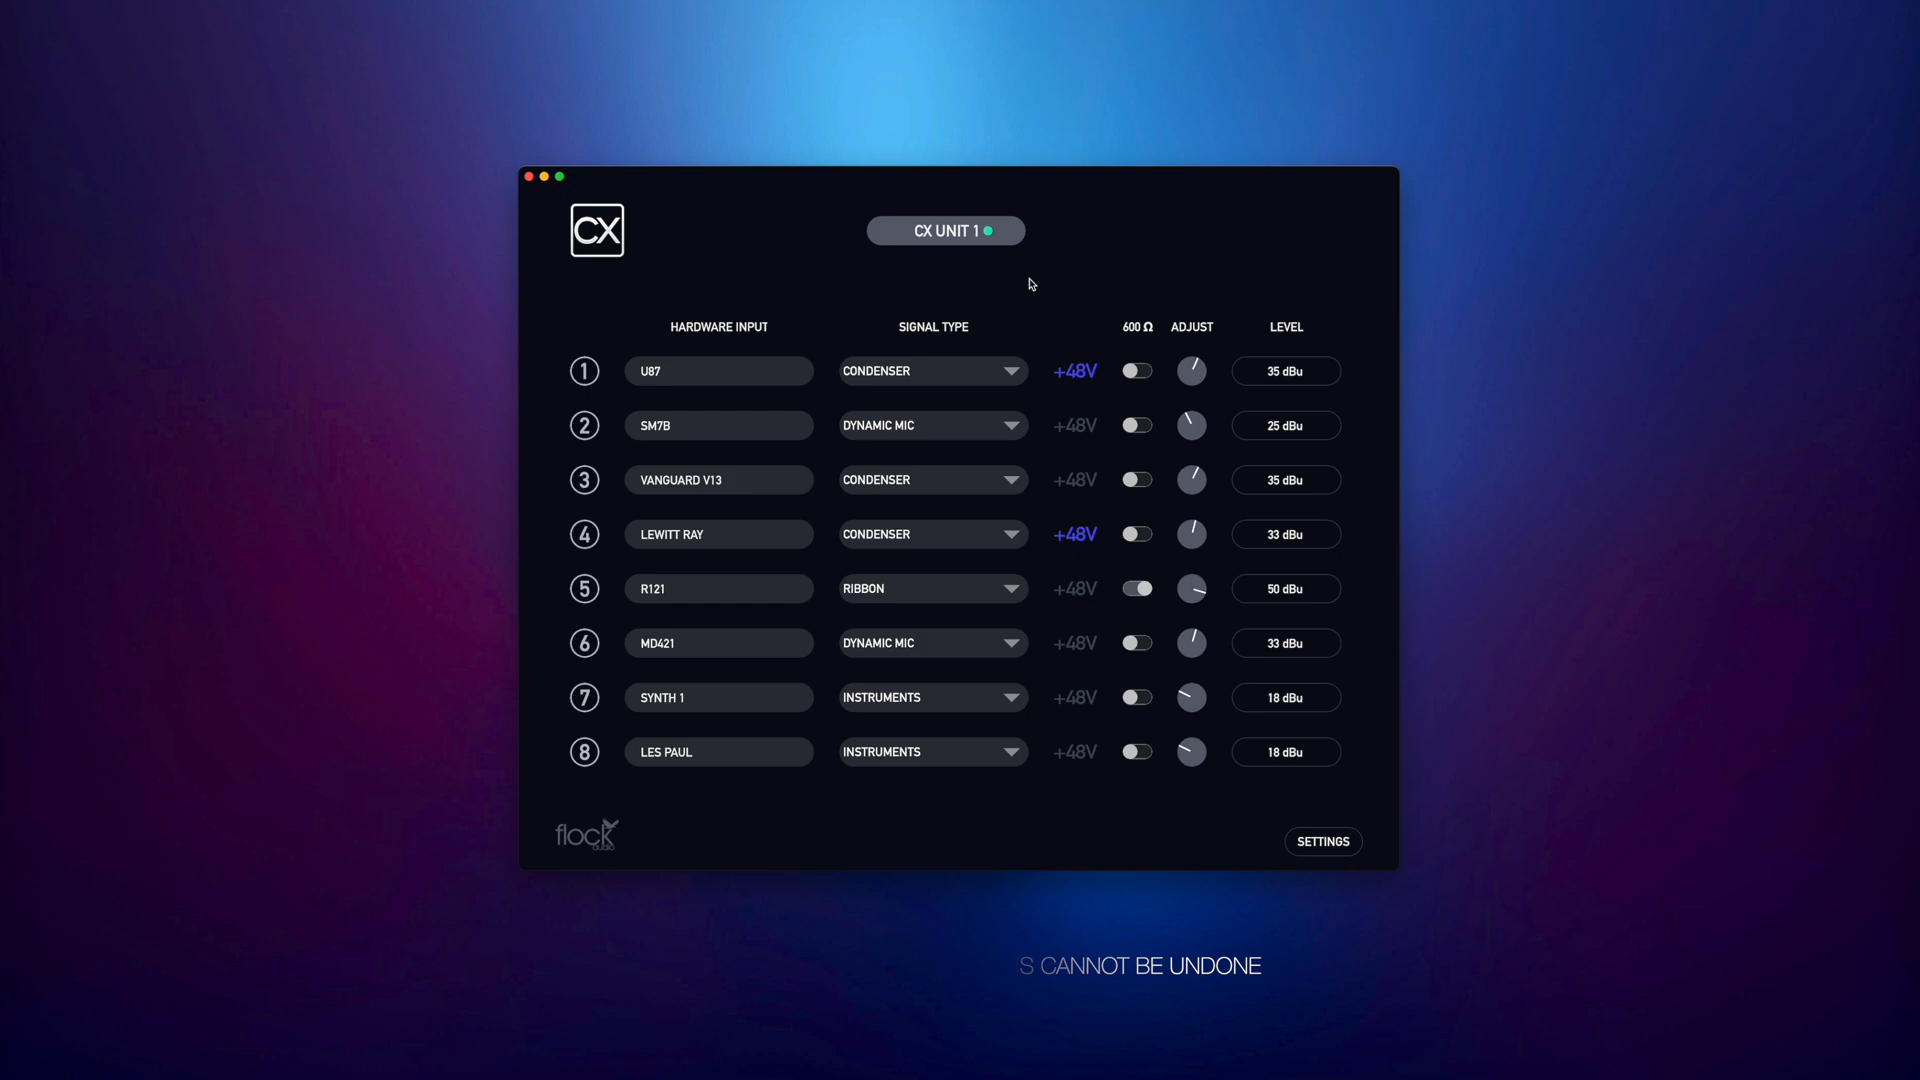 CX
CX UNIT 1
HARDWARE INPUT SIGNAL TYPE 600 Ω ADJUST LEVEL
1 U87 CONDENSER +48V 35 dBu
2 SM7B DYNAMIC MIC +48V 25 dBu
3 VANGUARD V13 CONDENSER +48V 35 dBu
4 LEWITT RAY CONDENSER +48V 33 dBu
5 R121 RIBBON +48V 50 dBu
6 MD421 DYNAMIC MIC +48V 33 dBu
7 SYNTH 1 INSTRUMENTS +48V 18 dBu
8 LES PAUL INSTRUMENTS +48V 18 dBu
flock
audio
SETTINGS
S CANNOT BE UNDONE